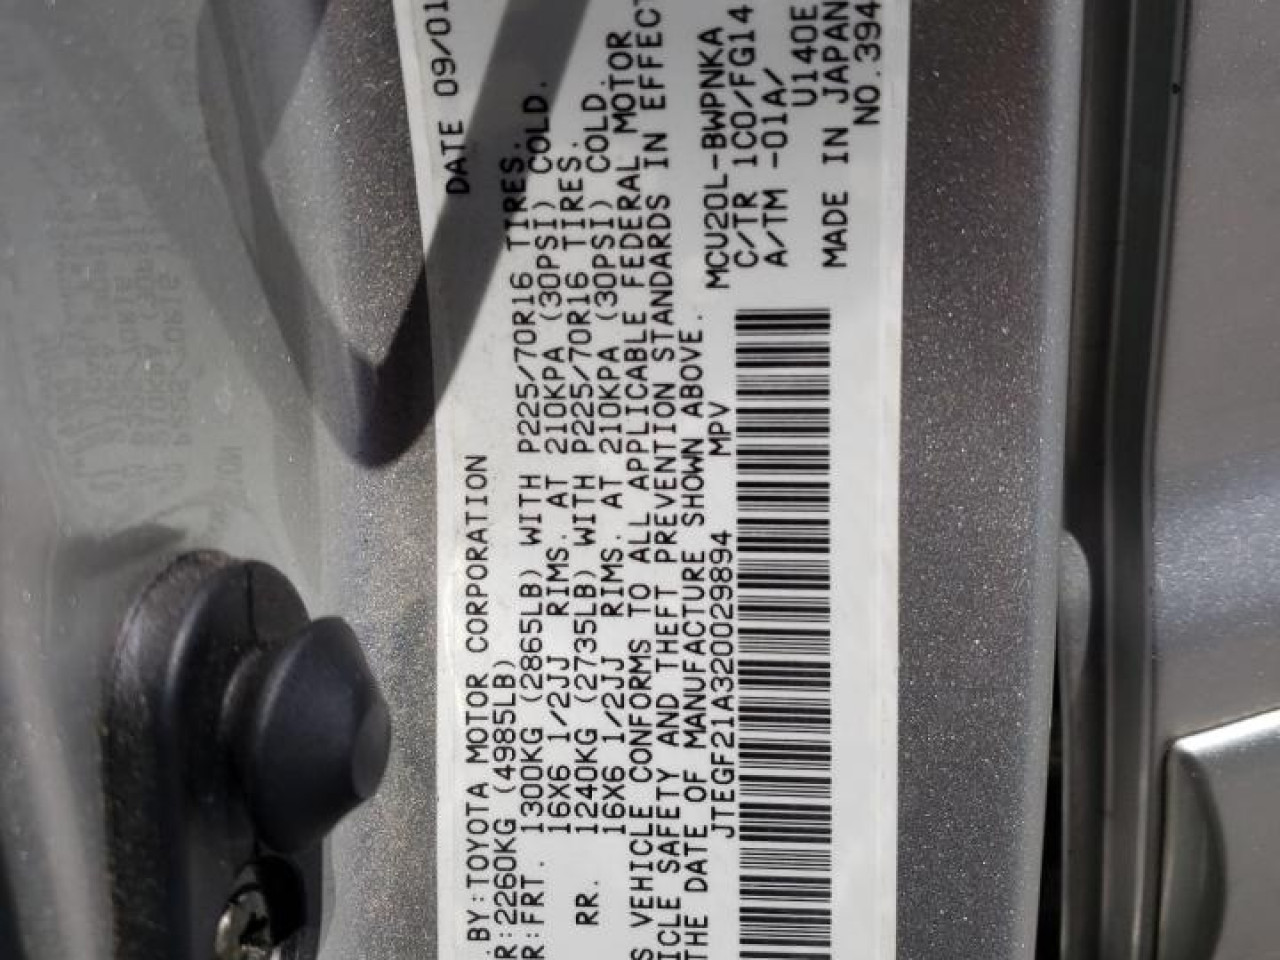 BY:TOYOTA MOTOR CORPORATION DATE 09/01
R:2260KG (4985LB)
R:FRT. 1300KG (2865LB) WITH P225/70R16 TIRES.
16X6 1/2JJ RIMS. AT 210KPA (30PSI) COLD.
RR. 1240KG (2735LB) WITH P225/70R16 TIRES.
16X6 1/2JJ RIMS. AT 210KPA (30PSI) COLD.
S VEHICLE CONFORMS TO ALL APPLICABLE FEDERAL MOTOR
ICLE SAFETY AND THEFT PREVENTION STANDARDS IN EFFECT
THE DATE OF MANUFACTURE SHOWN ABOVE.
JTEGF21A320029894 MPV MCU20L-BWPNKA
C/TR 1C0/FG14
A/TM -01A/
U140E
MADE IN JAPAN
NO.394